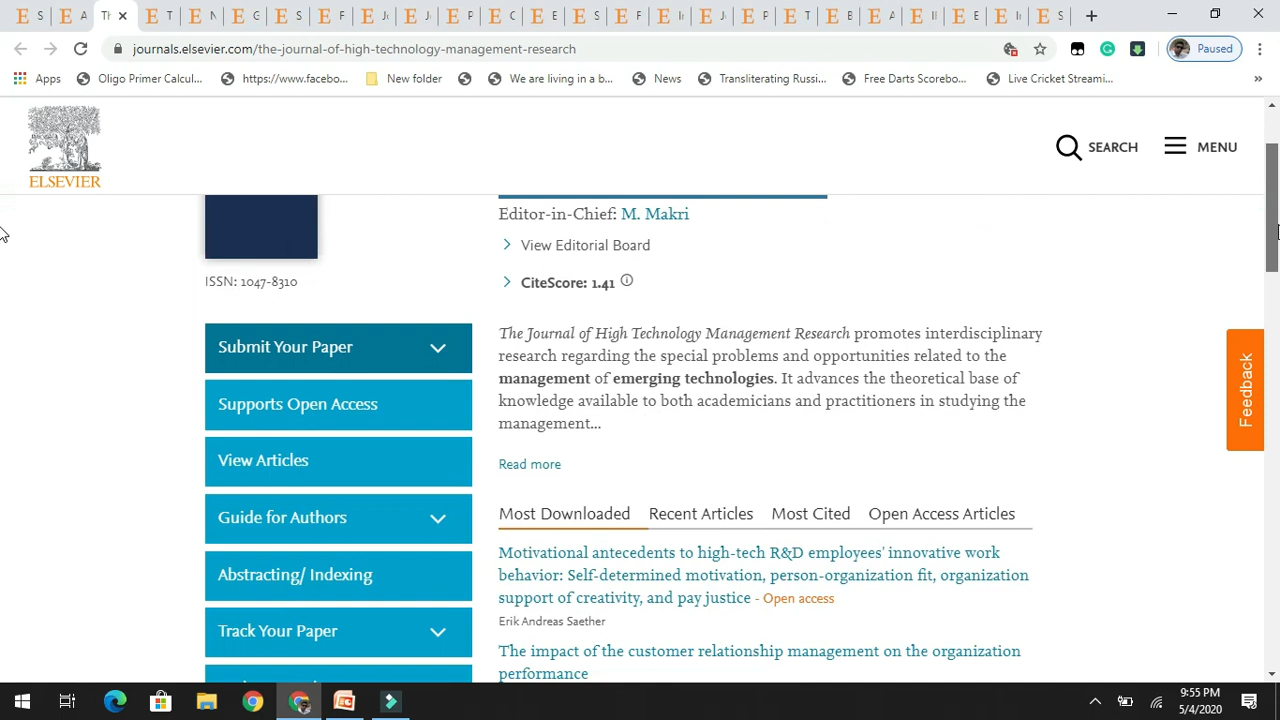 E S E A Th E T E N E G E S E F E J E J E P E C E E E S E F E Ir E J E P E T E B E A E II E E E Ir E S
journals.elsevier.com/the-journal-of-high-technology-management-research
Paused
Apps
Oligo Primer Calcul...
https://www.facebo...
New folder
We are living in a b...
News
Transliterating Russi...
Free Darts Scorebo...
Live Cricket Streami...
ELSEVIER
SEARCH
MENU
Editor-in-Chief: M. Makri
View Editorial Board
ISSN: 1047-8310
CiteScore: 1.41
Submit Your Paper
Supports Open Access
View Articles
Guide for Authors
Abstracting/ Indexing
Track Your Paper
The Journal of High Technology Management Research promotes interdisciplinary
research regarding the special problems and opportunities related to the
management of emerging technologies. It advances the theoretical base of
knowledge available to both academicians and practitioners in studying the
management...
Read more
Most Downloaded
Recent Articles
Most Cited
Open Access Articles
Motivational antecedents to high-tech R&D employees' innovative work
behavior: Self-determined motivation, person-organization fit, organization
support of creativity, and pay justice - Open access
Erik Andreas Saether
The impact of the customer relationship management on the organization
performance
Feedback
9:55 PM
5/4/2020